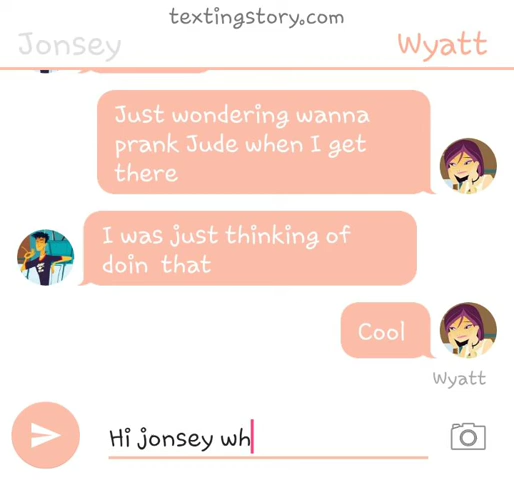 textingstory.com
Jonsey
Wyatt
Just wondering wanna
prank Jude when I get
there
I was just thinking of
doin  that
Cool
Wyatt
Hi jonsey wh